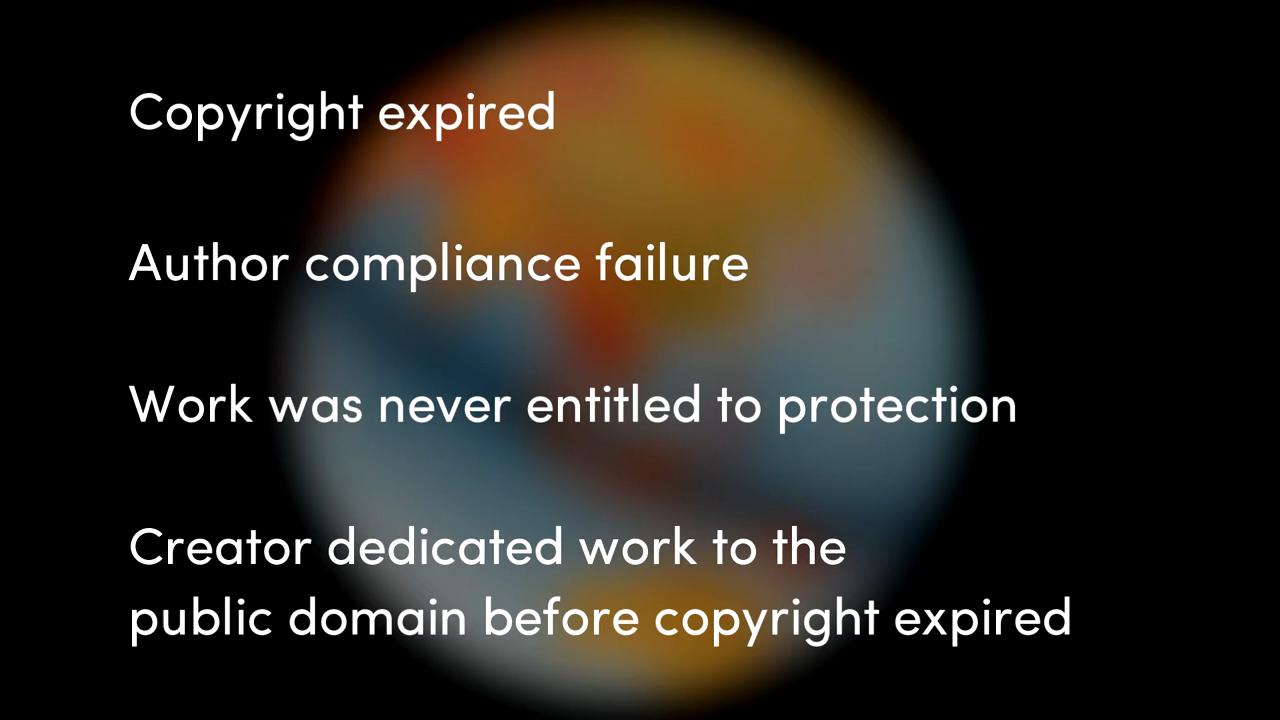 Copyright expired
Author compliance failure
Work was never entitled to protection
Creator dedicated work to the
public domain before copyright expired